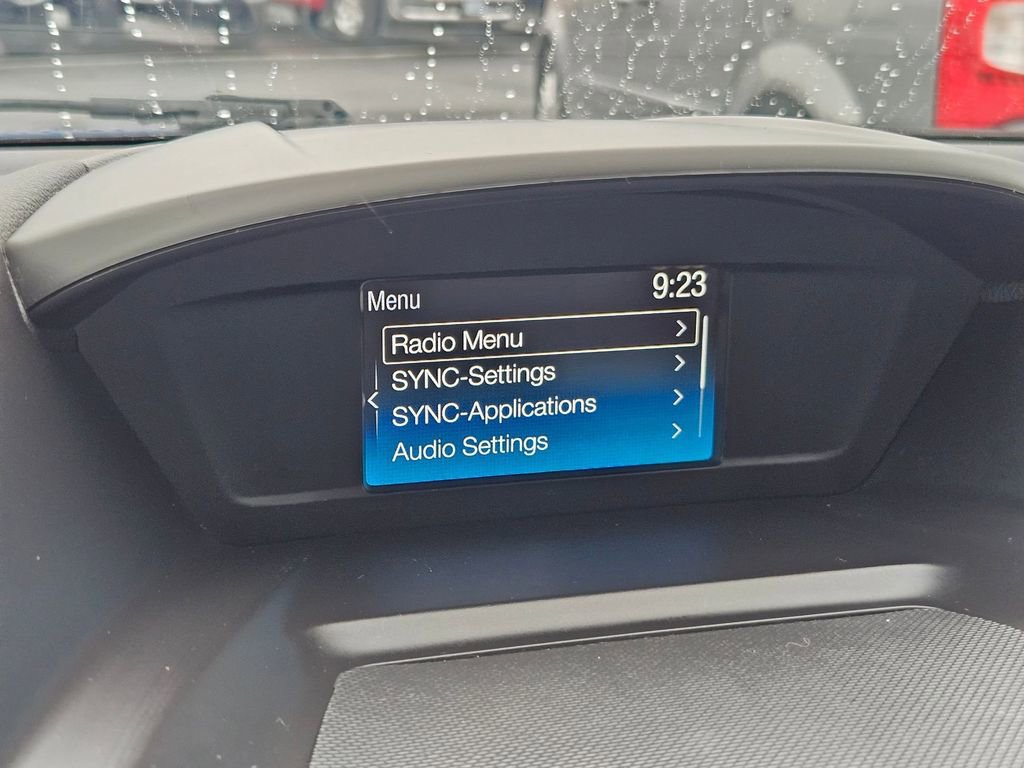 Menu 9:23
Radio Menu
SYNC-Settings
SYNC-Applications
Audio Settings